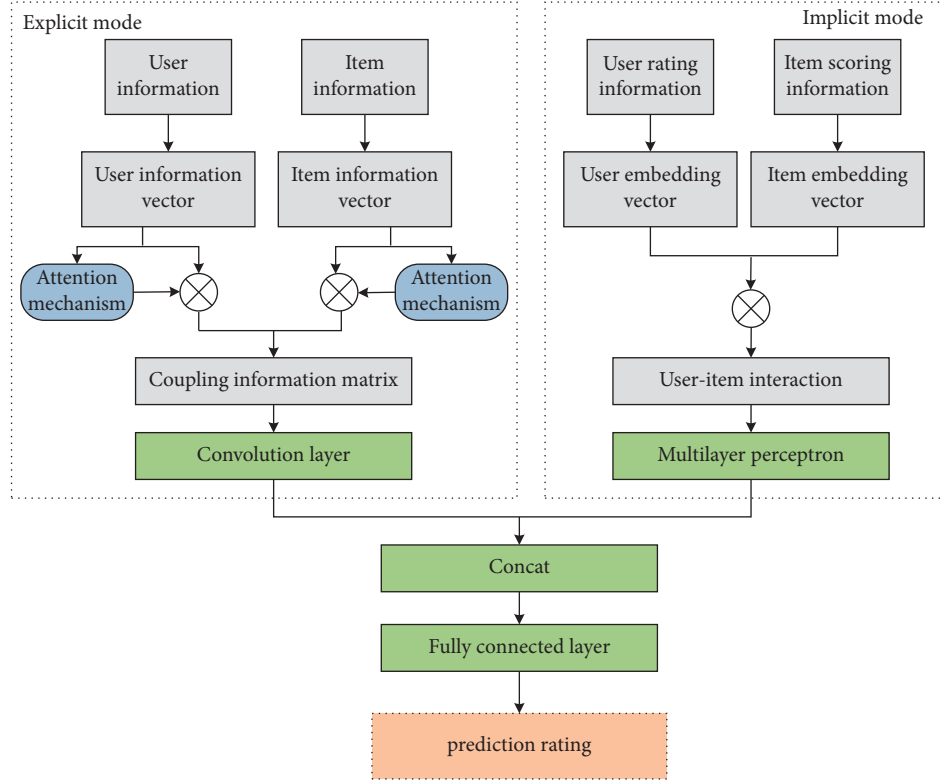 Explicit mode
User
information
Item
information
User information
vector
Item information
vector
Attention
mechanism
Attention
mechanism
Coupling information matrix
Convolution layer
Implicit mode
User rating
information
Item scoring
information
User embedding
vector
Item embedding
vector
User-item interaction
Multilayer perceptron
Concat
Fully connected layer
prediction rating